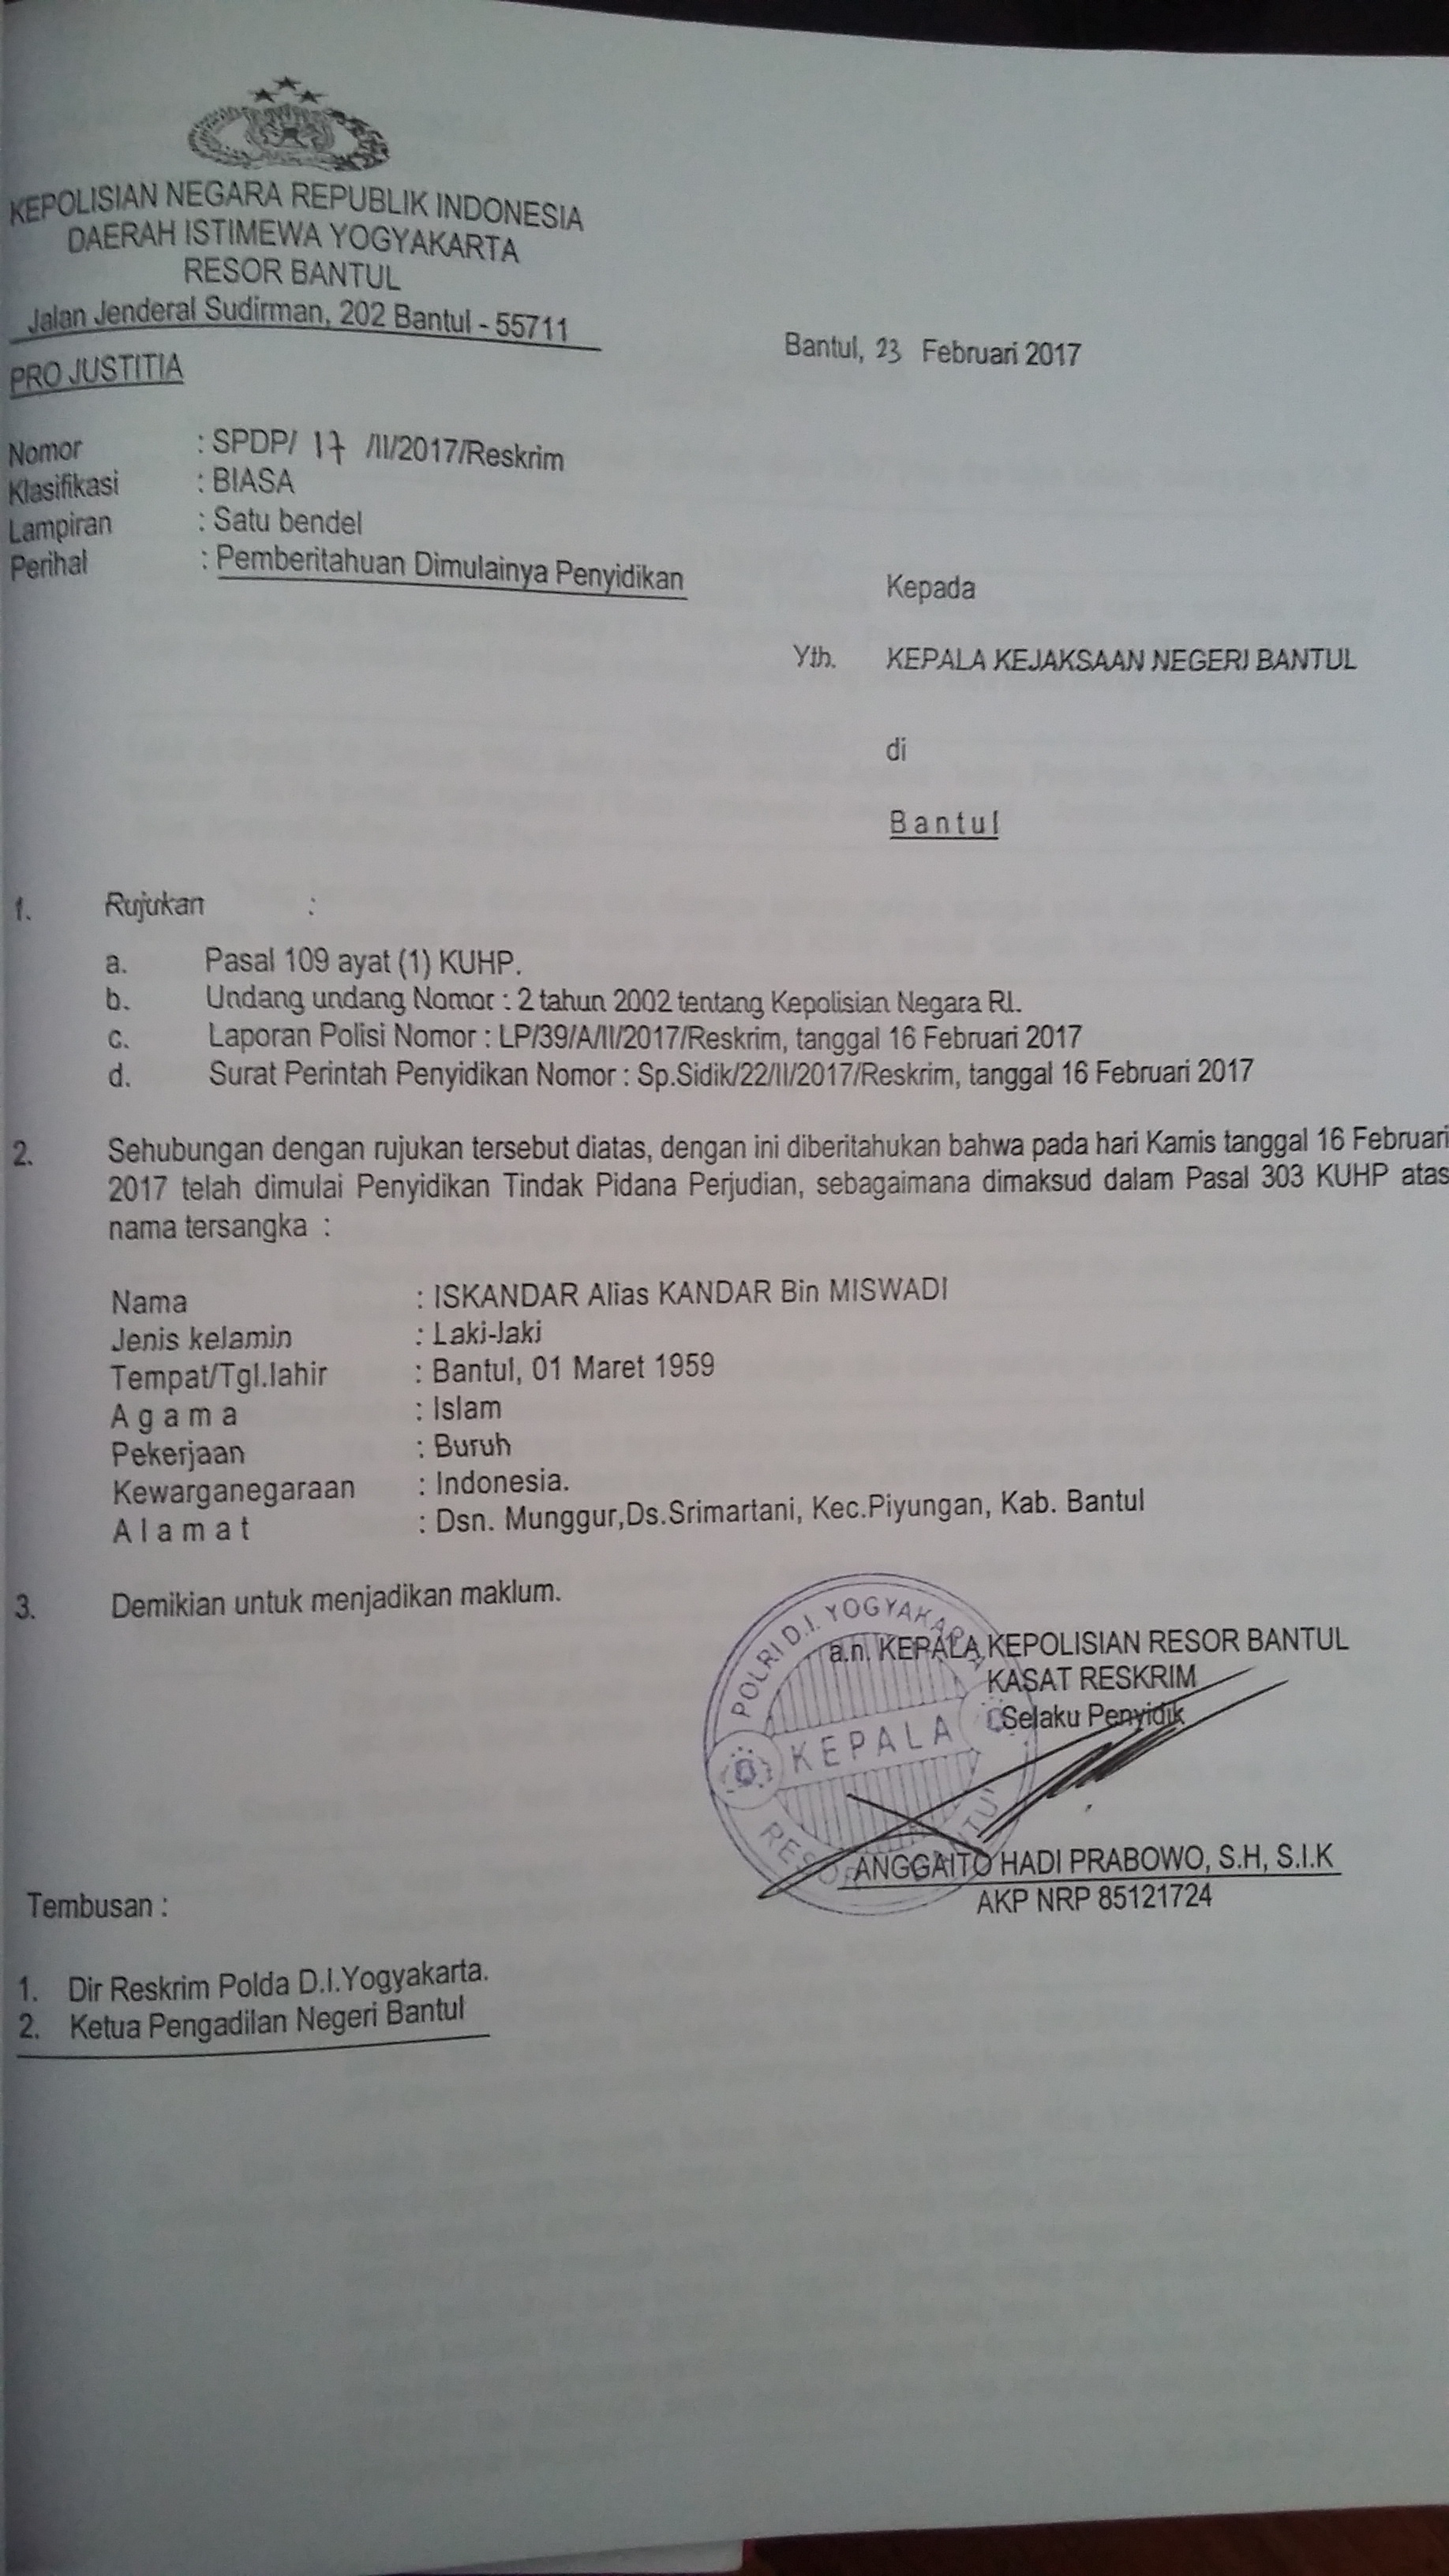 KEPOLISIAN NEGARA REPUBLIK INDONESIA
DAERAH ISTIMEWA YOGYAKARTA
RESOR BANTUL
Jalan Jenderal Sudirman, 202 Bantul - 55711
PRO JUSTITIA
Bantul, 23 Februari 2017
Nomor : SPDP/ 17 /II/2017/Reskrim
Klasifikasi : BIASA
Lampiran : Satu bendel
Perihal : Pemberitahuan Dimulainya Penyidikan
Kepada
Yth. KEPALA KEJAKSAAN NEGERI BANTUL
di
Bantul
1. Rujukan :
a. Pasal 109 ayat (1) KUHP.
b. Undang undang Nomor : 2 tahun 2002 tentang Kepolisian Negara RI.
c. Laporan Polisi Nomor : LP/39/A/II/2017/Reskrim, tanggal 16 Februari 2017
d. Surat Perintah Penyidikan Nomor : Sp.Sidik/22/II/2017/Reskrim, tanggal 16 Februari 2017
2. Sehubungan dengan rujukan tersebut diatas, dengan ini diberitahukan bahwa pada hari Kamis tanggal 16 Februari
2017 telah dimulai Penyidikan Tindak Pidana Perjudian, sebagaimana dimaksud dalam Pasal 303 KUHP atas
nama tersangka :
Nama : ISKANDAR Alias KANDAR Bin MISWADI
Jenis kelamin : Laki-laki
Tempat/Tgl.lahir : Bantul, 01 Maret 1959
A g a m a : Islam
Pekerjaan : Buruh
Kewarganegaraan : Indonesia.
A l a m a t : Dsn. Munggur,Ds.Srimartani, Kec.Piyungan, Kab. Bantul
3. Demikian untuk menjadikan maklum.
a.n. KEPALA KEPOLISIAN RESOR BANTUL
KASAT RESKRIM
Selaku Penyidik
POLRI D.I. YOGYAKARTA
KEPALA
RESOR BANTUL
ANGGAITO HADI PRABOWO, S.H, S.I.K
AKP NRP 85121724
Tembusan :
1. Dir Reskrim Polda D.I.Yogyakarta.
2. Ketua Pengadilan Negeri Bantul